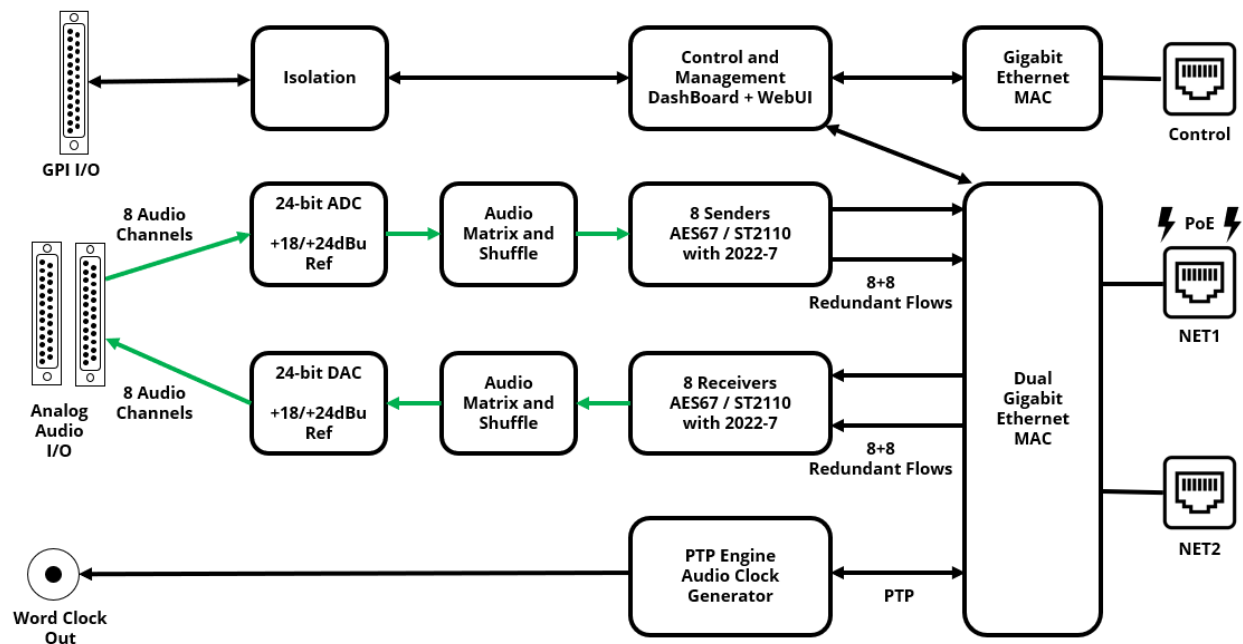 GPI I/O
Isolation
Control and
Management
DashBoard + WebUI
Gigabit
Ethernet
MAC
Control
8 Audio
Channels
24-bit ADC
+18/+24dBu
Ref
Audio
Matrix and
Shuffle
8 Senders
AES67 / ST2110
with 2022-7
8+8
Redundant Flows
PoE
NET1
Analog
Audio
I/O
8 Audio
Channels
24-bit DAC
+18/+24dBu
Ref
Audio
Matrix and
Shuffle
8 Receivers
AES67 / ST2110
with 2022-7
8+8
Redundant Flows
Dual
Gigabit
Ethernet
MAC
NET2
Word Clock
Out
PTP Engine
Audio Clock
Generator
PTP